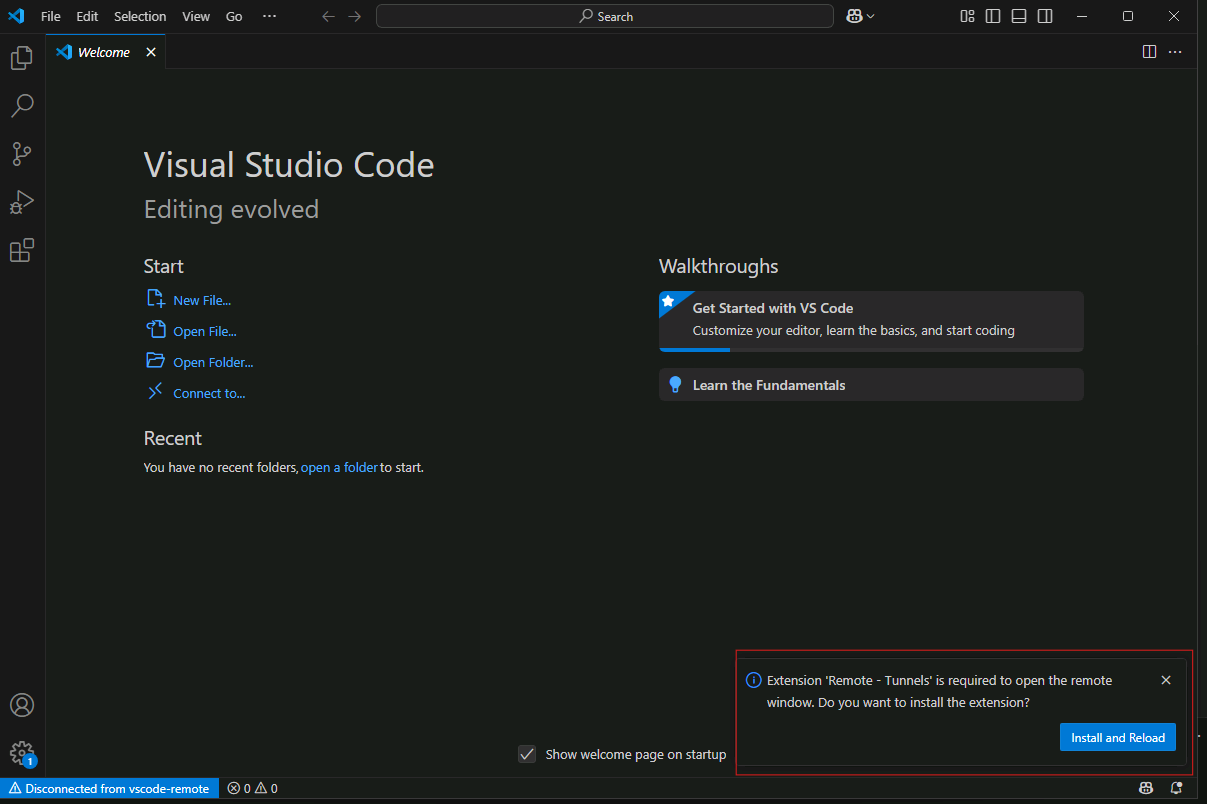 File Edit Selection View Go ···
Search
Welcome
Visual Studio Code
Editing evolved
Start
New File...
Open File...
Open Folder...
Connect to...
Recent
You have no recent folders, open a folder to start.
Walkthroughs
Get Started with VS Code
Customize your editor, learn the basics, and start coding
Learn the Fundamentals
Extension 'Remote - Tunnels' is required to open the remote
window. Do you want to install the extension?
Install and Reload
Show welcome page on startup
1
Disconnected from vscode-remote 0 0